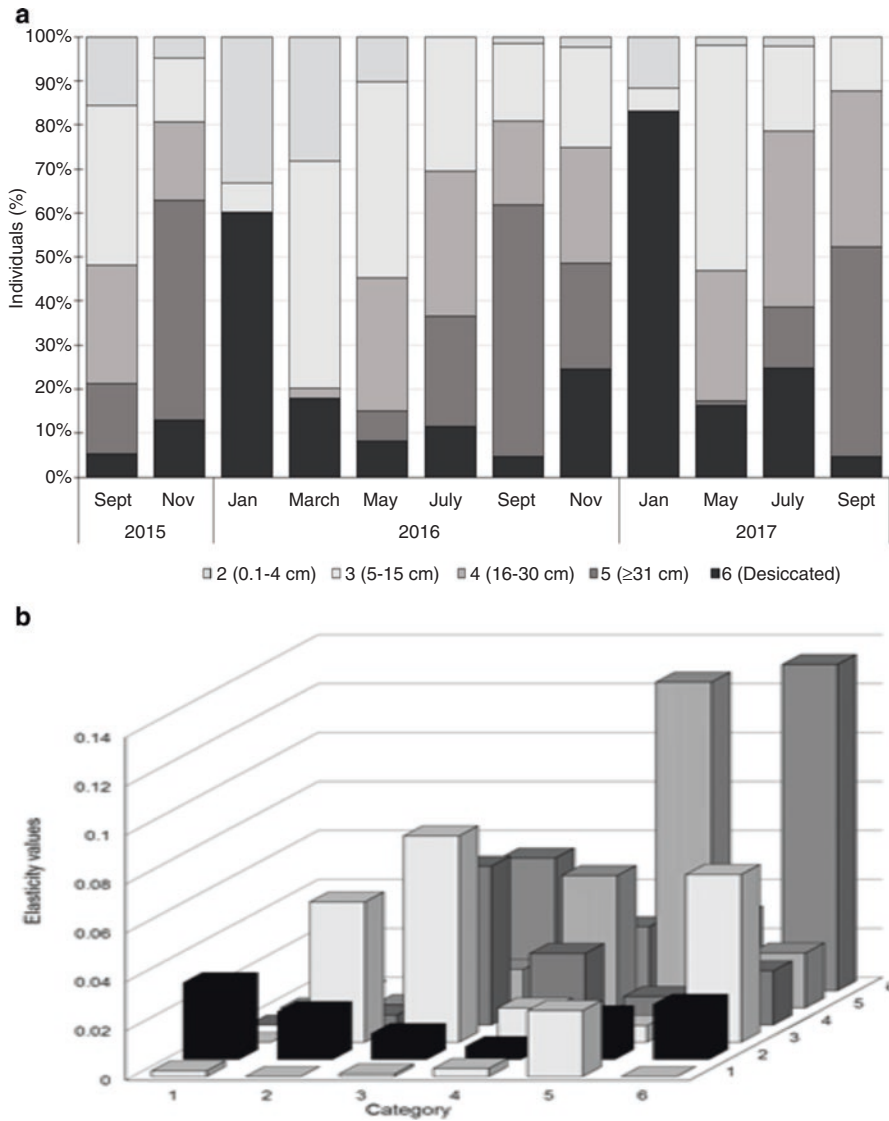 a
100%
90%
80%
70%
60%
50%
40%
30%
20%
10%
0%
Individuals (%)
Sept Nov Jan March May July Sept Nov Jan May July Sept
2015 2016 2017
2 (0.1-4 cm) 3 (5-15 cm) 4 (16-30 cm) 5 (≥31 cm) 6 (Desiccated)
b
0.14
0.12
0.1
0.08
0.06
0.04
0.02
0
Elasticity values
1 2 3 4 5 6
Category
1
2
3
4
5